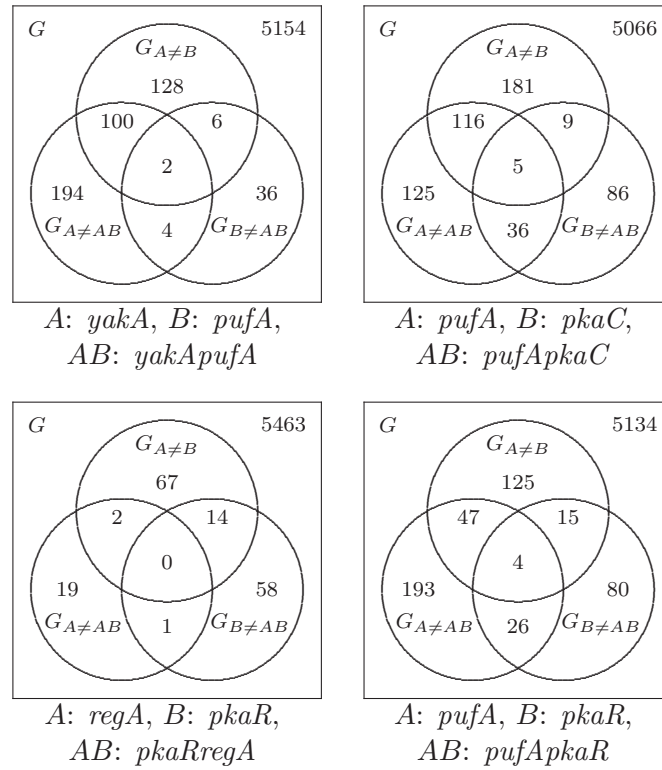 G 5154
G_{A≠B}
128
100 6
2
194 36
G_{A≠AB} 4 G_{B≠AB}
A: yakA, B: pufA,
AB: yakApufA
G 5066
G_{A≠B}
181
116 9
5
125 86
G_{A≠AB} 36 G_{B≠AB}
A: pufA, B: pkaC,
AB: pufApkaC
G 5463
G_{A≠B}
67
2 14
0
19 58
G_{A≠AB} 1 G_{B≠AB}
A: regA, B: pkaR,
AB: pkaRregA
G 5134
G_{A≠B}
125
47 15
4
193 80
G_{A≠AB} 26 G_{B≠AB}
A: pufA, B: pkaR,
AB: pufApkaR